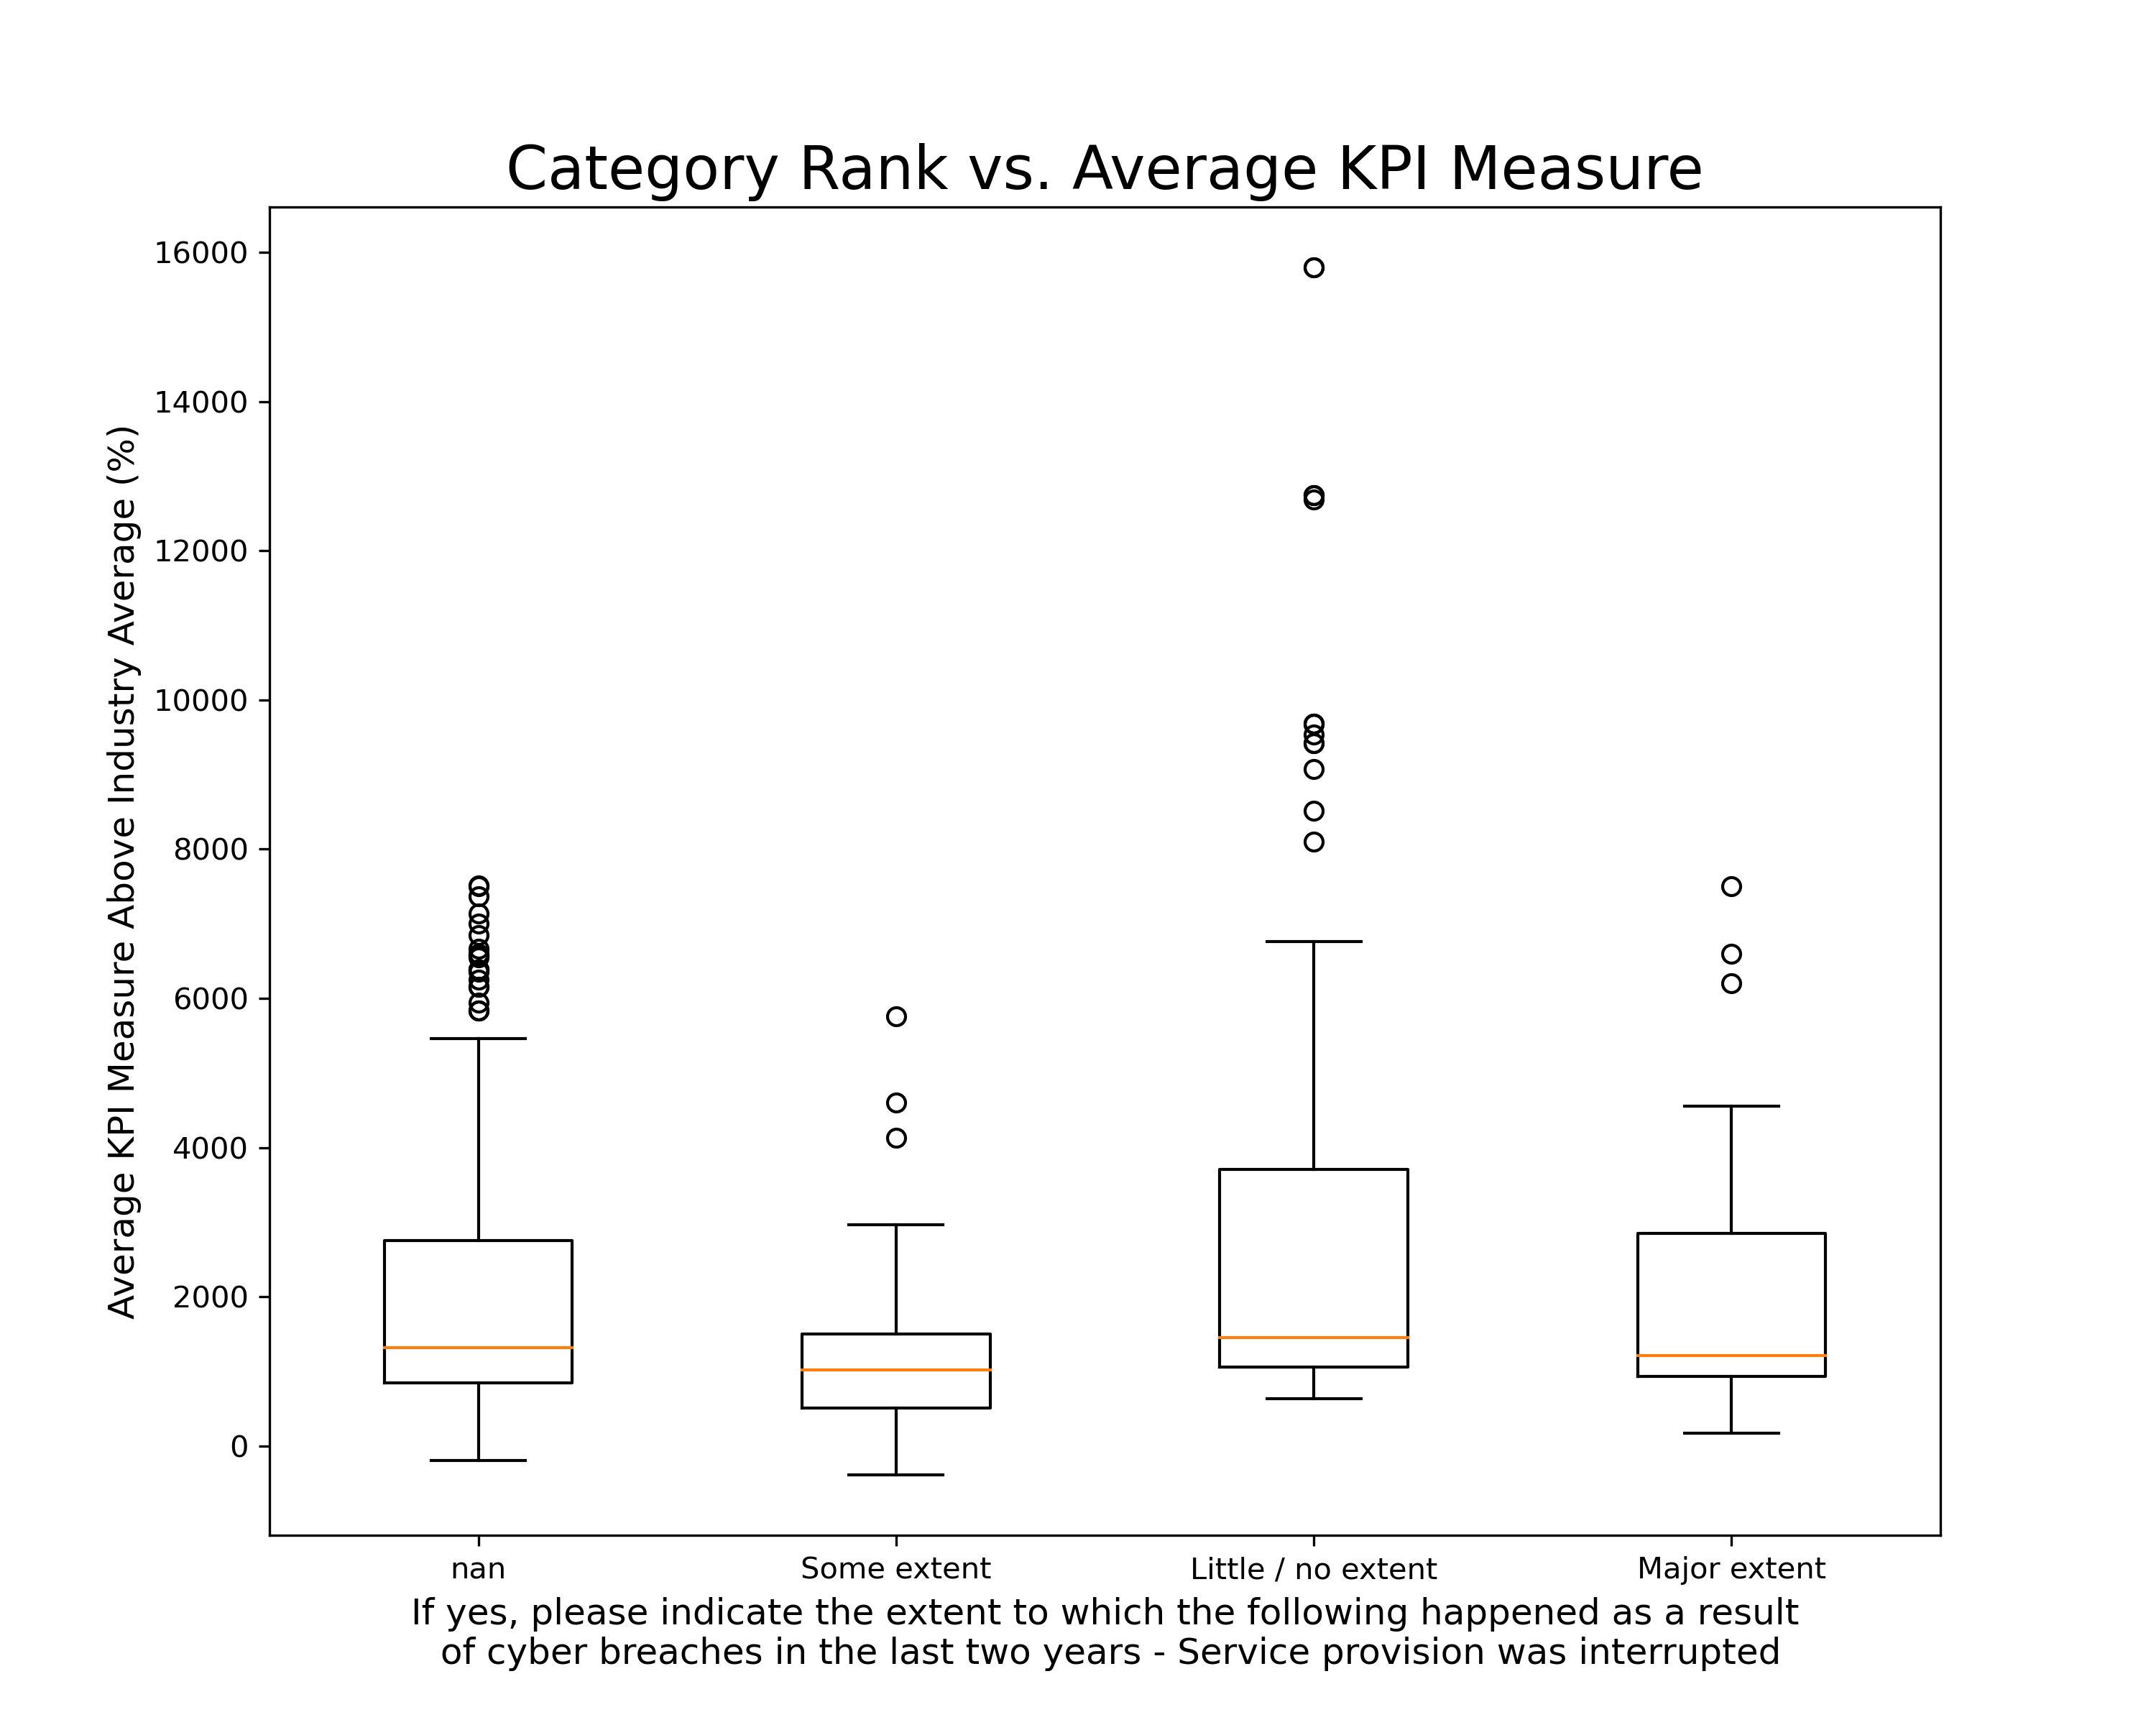 Category Rank vs. Average KPI Measure
Average KPI Measure Above Industry Average (%)
16000
14000
12000
10000
8000
6000
4000
2000
0
nan
Some extent
Little / no extent
Major extent
If yes, please indicate the extent to which the following happened as a result
of cyber breaches in the last two years - Service provision was interrupted